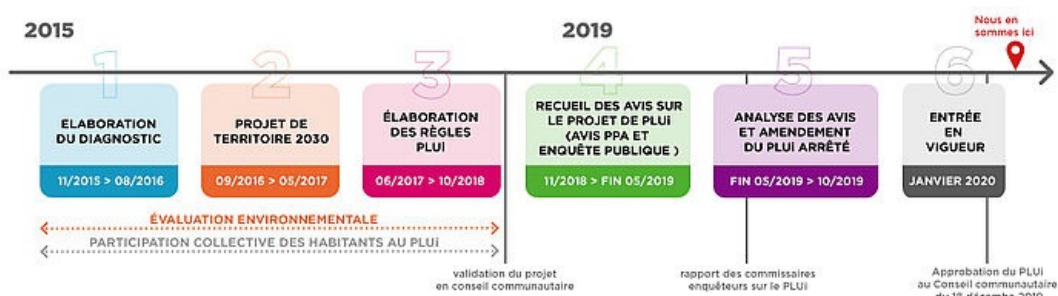 2015
2019
Nous en
sommes ici
1
2
3
4
5
6
ELABORATION
DU DIAGNOSTIC
11/2015 > 08/2016
PROJET DE
TERRITOIRE 2030
09/2016 > 05/2017
ÉLABORATION
DES RÈGLES
PLUi
06/2017 > 10/2018
RECUEIL DES AVIS SUR
LE PROJET DE PLUi
(AVIS PPA ET
ENQUÊTE PUBLIQUE )
11/2018 > FIN 05/2019
ANALYSE DES AVIS
ET AMENDEMENT
DU PLUi ARRÊTÉ
FIN 05/2019 > 10/2019
ENTRÉE
EN
VIGUEUR
JANVIER 2020
ÉVALUATION ENVIRONNEMENTALE
PARTICIPATION COLLECTIVE DES HABITANTS AU PLUi
validation du projet
en conseil communautaire
rapport des commissaires
enquêteurs sur le PLUi
Approbation du PLUi
au Conseil communautaire
du 18 décembre 2019